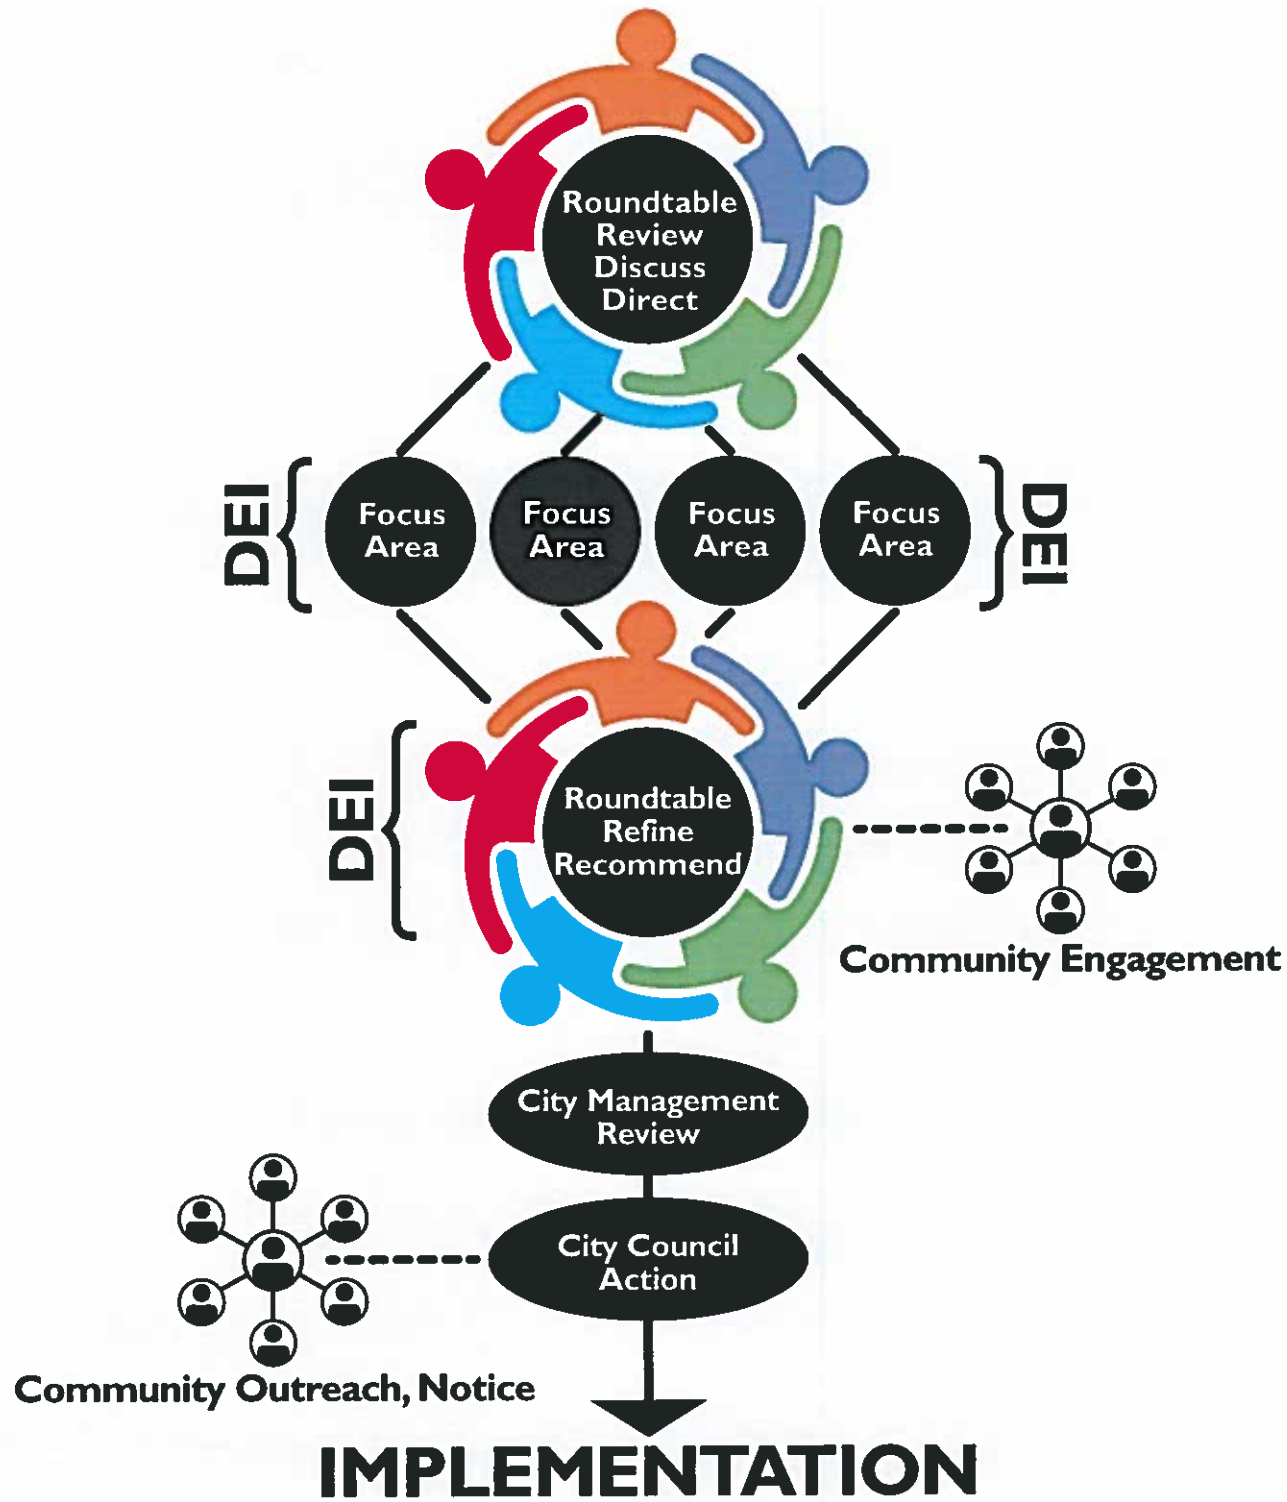 Roundtable
Review
Discuss
Direct
DEI
Focus
Area
Focus
Area
Focus
Area
Focus
Area
DEI
DEI
Roundtable
Refine
Recommend
Community Engagement
City Management
Review
City Council
Action
Community Outreach, Notice
IMPLEMENTATION